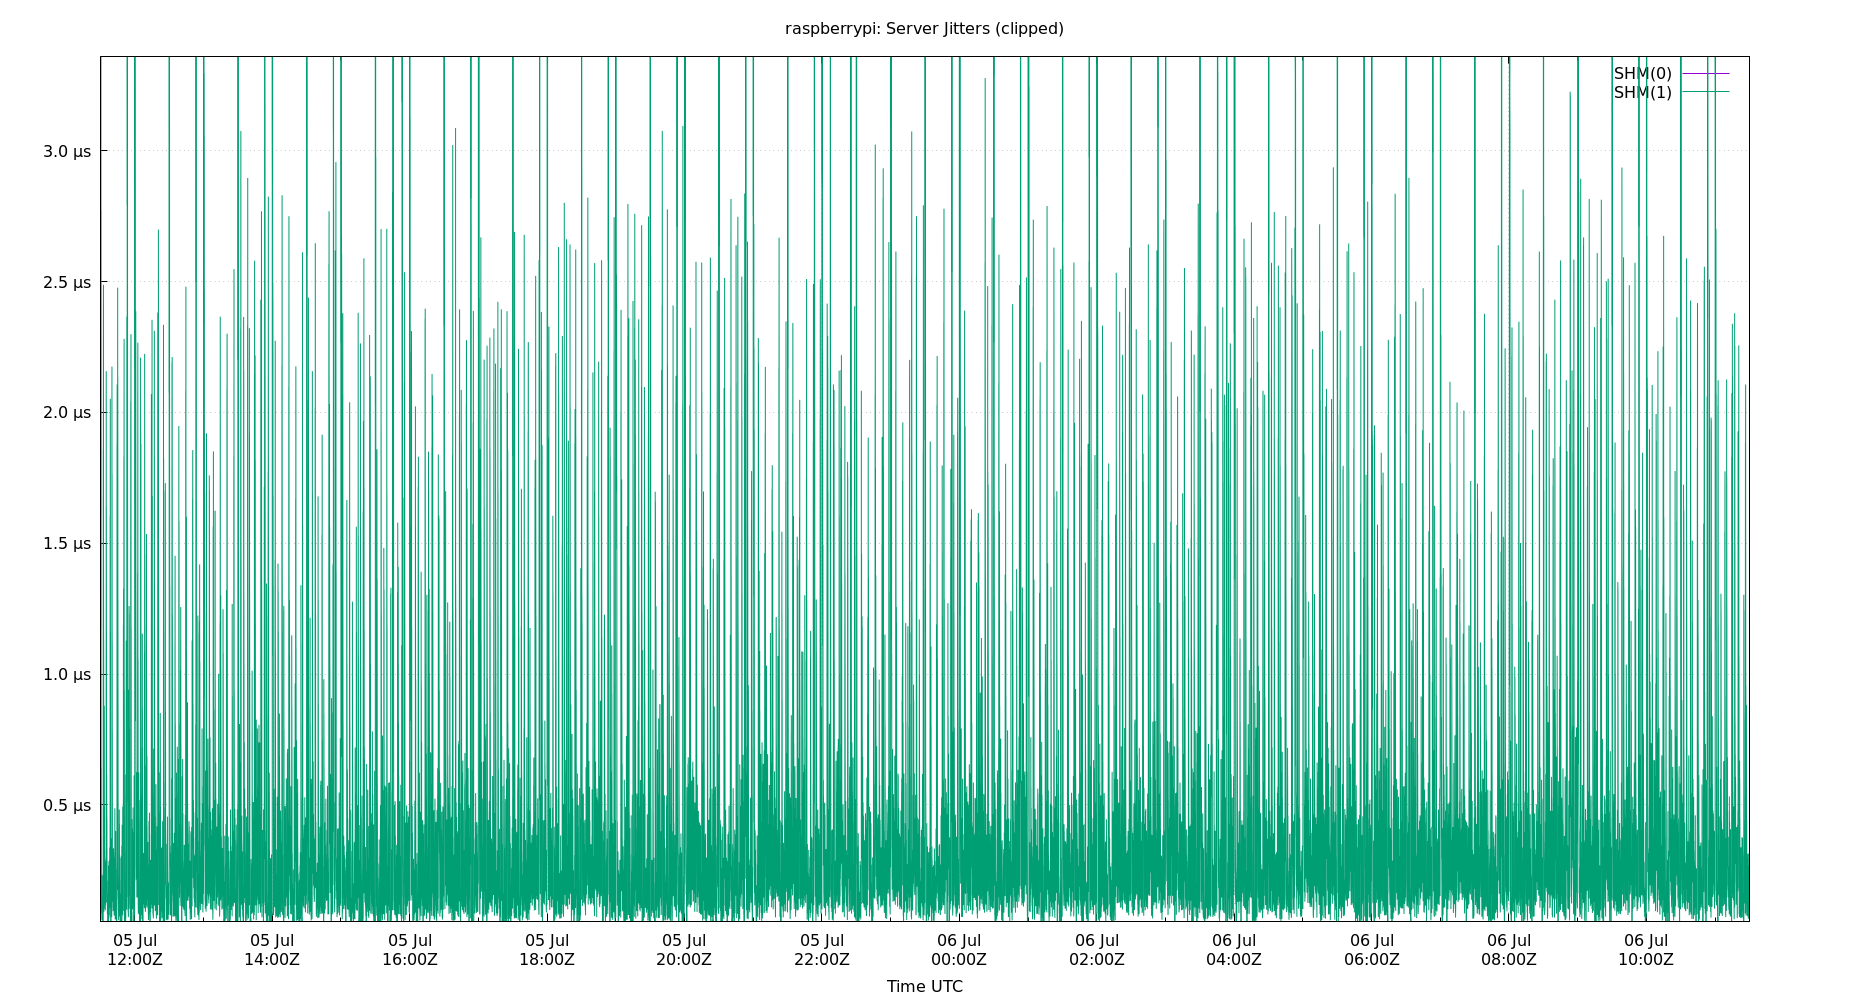 raspberrypi: Server Jitters (clipped)
SHM(0)
SHM(1)
3.0 µs
2.5 µs
2.0 µs
1.5 µs
1.0 µs
0.5 µs
05 Jul 05 Jul 05 Jul 05 Jul 05 Jul 05 Jul 06 Jul 06 Jul 06 Jul 06 Jul 06 Jul 06 Jul
12:00Z 14:00Z 16:00Z 18:00Z 20:00Z 22:00Z 00:00Z 02:00Z 04:00Z 06:00Z 08:00Z 10:00Z
Time UTC